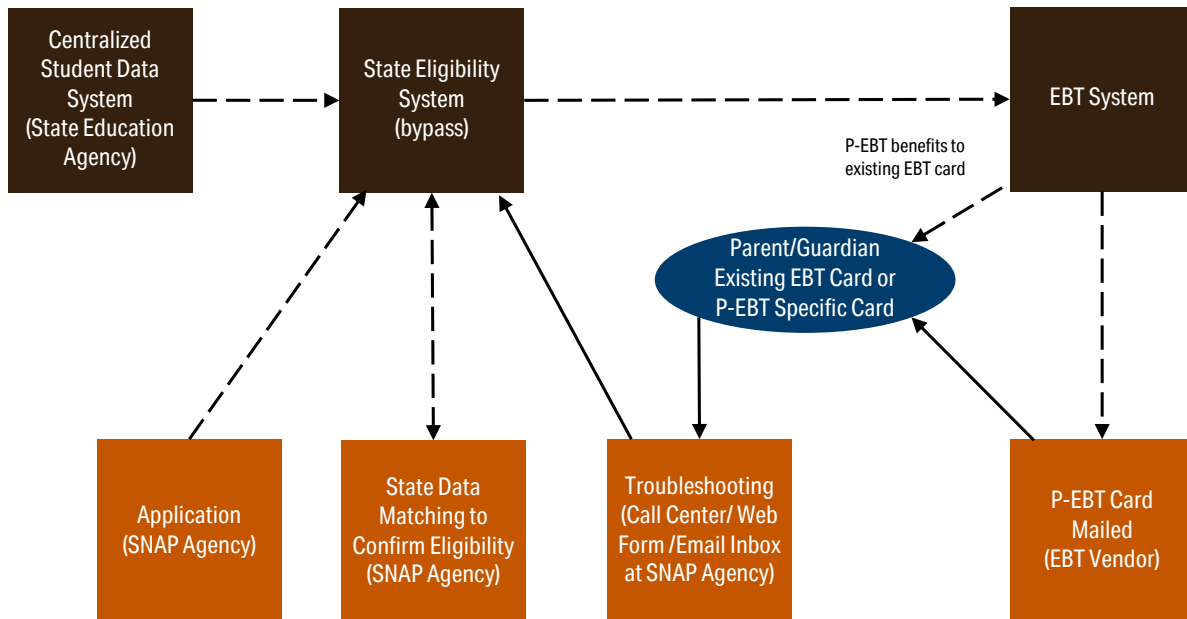 Centralized
Student Data
System
(State Education
Agency)
State Eligibility
System
(bypass)
EBT System
P-EBT benefits to
existing EBT card
Parent/Guardian
Existing EBT Card or
P-EBT Specific Card
Application
(SNAP Agency)
State Data
Matching to
Confirm Eligibility
(SNAP Agency)
Troubleshooting
(Call Center/ Web
Form /Email Inbox
at SNAP Agency)
P-EBT Card
Mailed
(EBT Vendor)